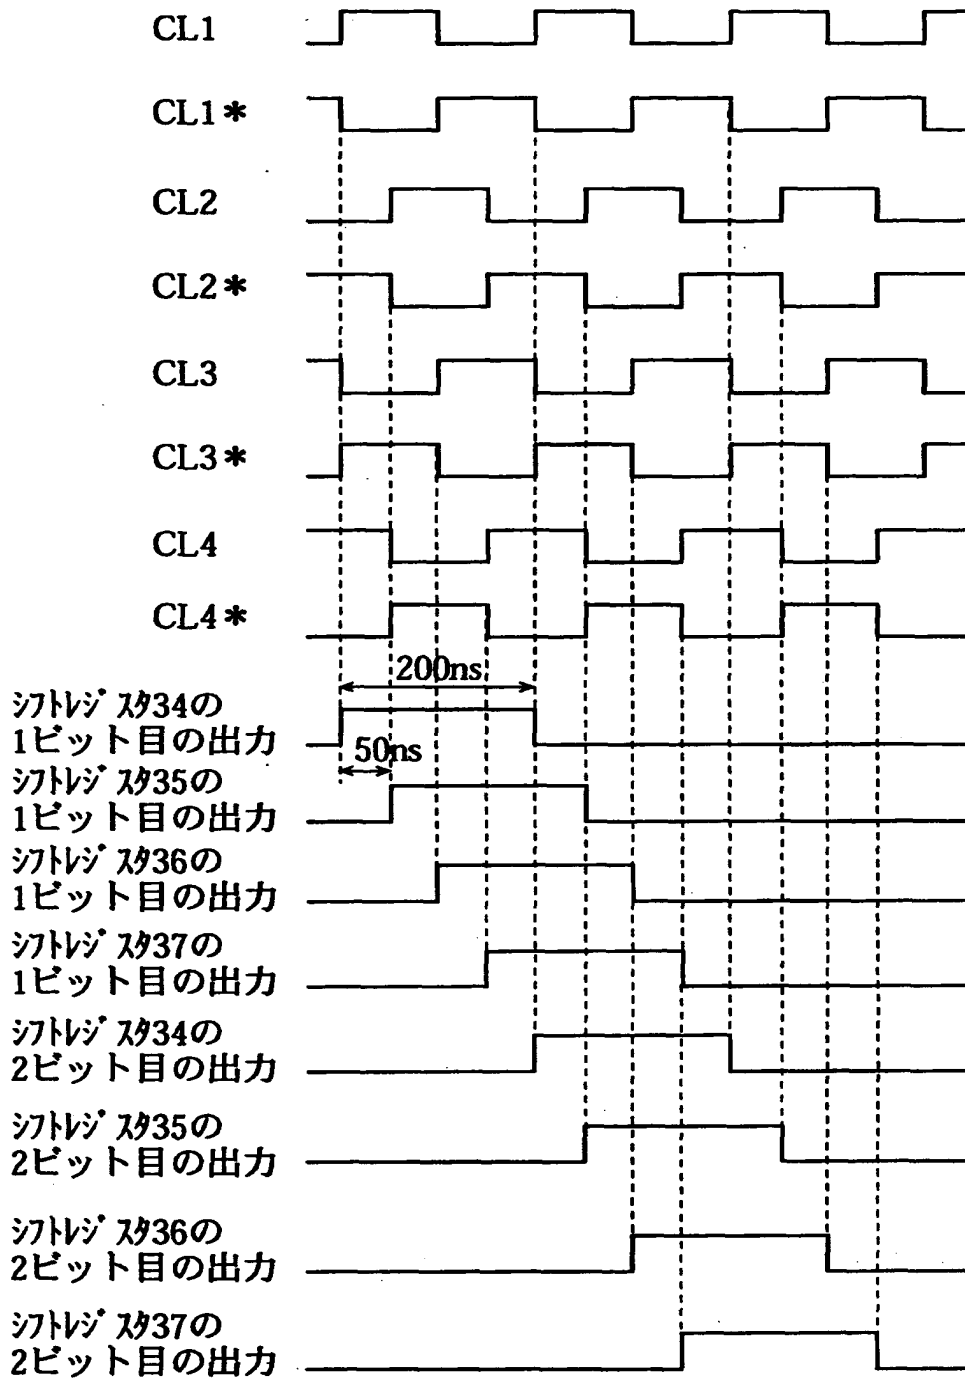 CL1
CL1*
CL2
CL2*
CL3
CL3*
CL4
CL4*
200ns
ｼﾌﾄﾚｼﾞｽﾀ34の
1ビット目の出力
50ns
ｼﾌﾄﾚｼﾞｽﾀ35の
1ビット目の出力
ｼﾌﾄﾚｼﾞｽﾀ36の
1ビット目の出力
ｼﾌﾄﾚｼﾞｽﾀ37の
1ビット目の出力
ｼﾌﾄﾚｼﾞｽﾀ34の
2ビット目の出力
ｼﾌﾄﾚｼﾞｽﾀ35の
2ビット目の出力
ｼﾌﾄﾚｼﾞｽﾀ36の
2ビット目の出力
ｼﾌﾄﾚｼﾞｽﾀ37の
2ビット目の出力